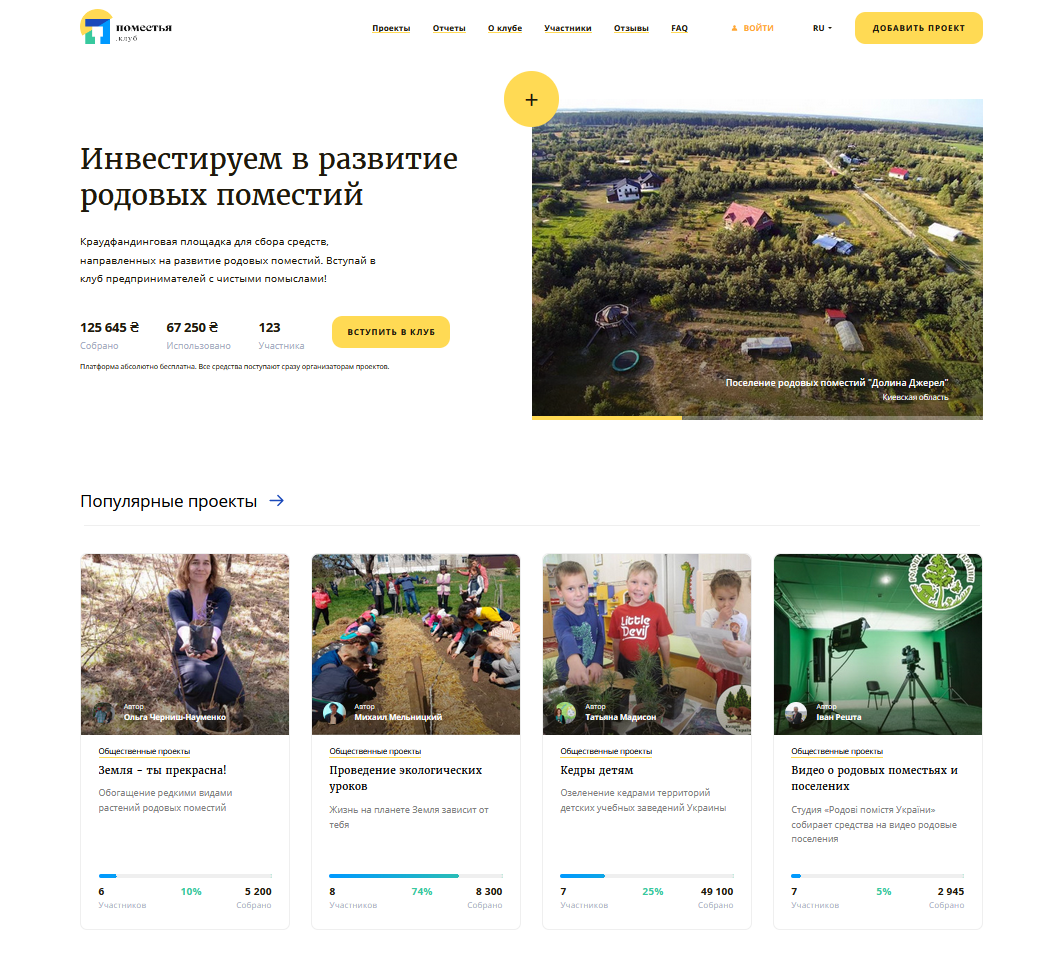 поместья
.клуб
Проекты
Отчеты
О клубе
Участники
Отзывы
FAQ
ВОЙТИ
RU
ДОБАВИТЬ ПРОЕКТ
+
Инвестируем в развитие
родовых поместий
Краудфандинговая площадка для сбора средств,
направленных на развитие родовых поместий. Вступай в
клуб предпринимателей с чистыми помыслами!
125 645 ₴
Собрано
67 250 ₴
Использовано
123
Участника
ВСТУПИТЬ В КЛУБ
Платформа абсолютно бесплатна. Все средства поступают сразу организаторам проектов.
Поселение родовых поместий "Долина Джерел"
Киевская область
Популярные проекты
Автор
Ольга Черниш-Науменко
Общественные проекты
Земля - ты прекрасна!
Обогащение редкими видами
растений родовых поместий
6
10%
5 200
Участников
Собрано
Автор
Михаил Мельницкий
Общественные проекты
Проведение экологических
уроков
Жизнь на планете Земля зависит от
тебя
8
74%
8 300
Участников
Собрано
Little
Devil
Автор
Татьяна Мадисон
Общественные проекты
Кедры детям
Озеленение кедрами территорий
детских учебных заведений Украины
7
25%
49 100
Участников
Собрано
Автор
Іван Решта
Общественные проекты
Видео о родовых поместьях и
поселених
Студия «Родові помістя України»
собирает средства на видео родовые
поселения
7
5%
2 945
Участников
Собрано